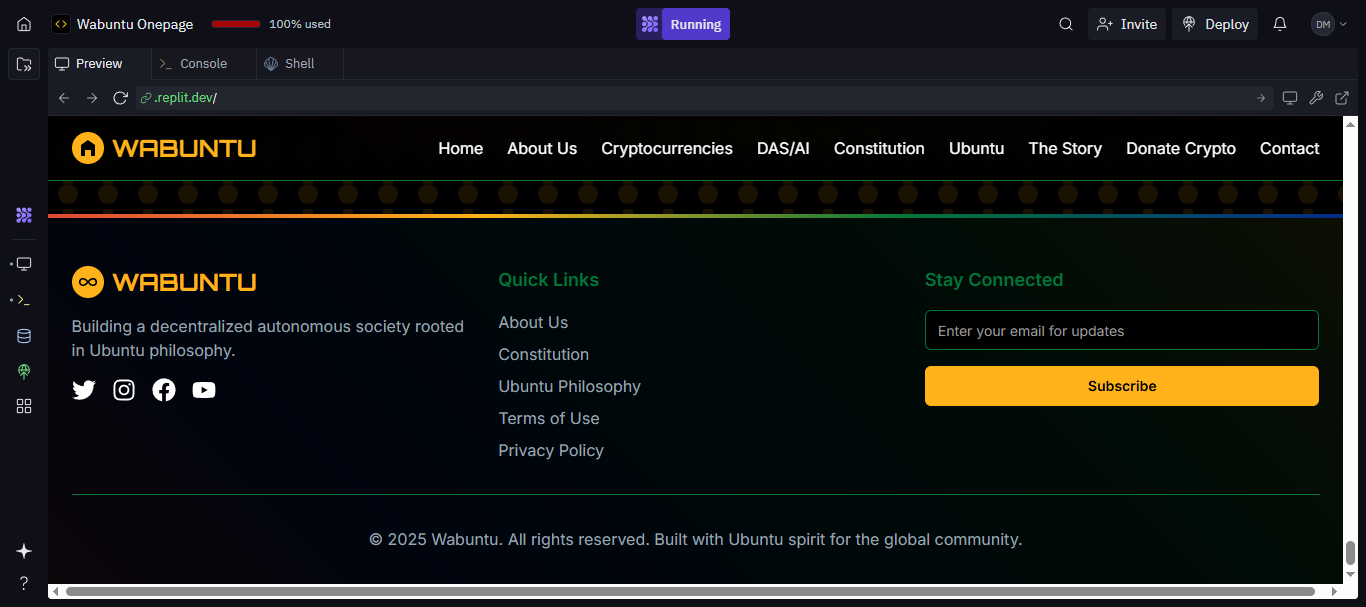 Wabuntu Onepage 100% used Running Invite Deploy DM
Preview Console Shell
.replit.dev/
WABUNTU Home About Us Cryptocurrencies DAS/AI Constitution Ubuntu The Story Donate Crypto Contact
WABUNTU
Building a decentralized autonomous society rooted
in Ubuntu philosophy.
Quick Links
About Us
Constitution
Ubuntu Philosophy
Terms of Use
Privacy Policy
Stay Connected
Enter your email for updates
Subscribe
© 2025 Wabuntu. All rights reserved. Built with Ubuntu spirit for the global community.